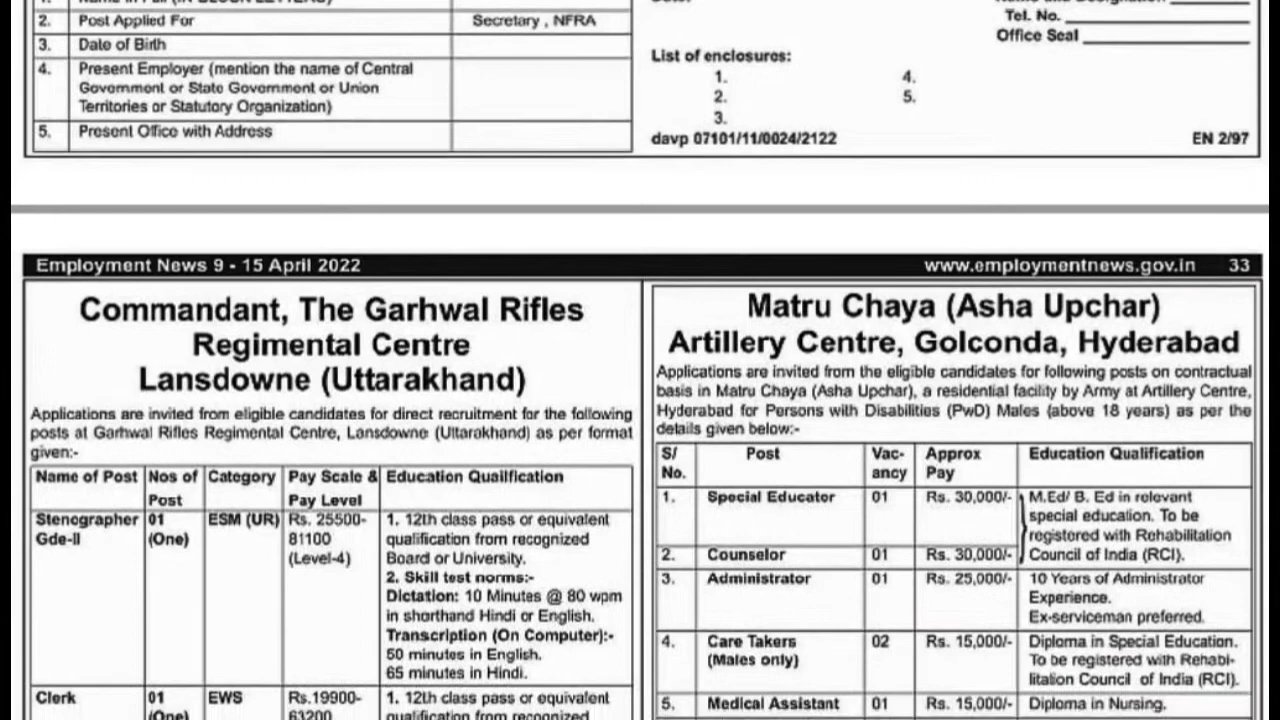 2. Post Applied For Secretary , NFRA
3. Date of Birth
4. Present Employer (mention the name of Central
Government or State Government or Union
Territories or Statutory Organization)
5. Present Office with Address
Tel. No.
Office Seal
List of enclosures:
1. 4.
2. 5.
3.
davp 07101/11/0024/2122 EN 2/97
Employment News 9 - 15 April 2022 www.employmentnews.gov.in 33
Commandant, The Garhwal Rifles
Regimental Centre
Lansdowne (Uttarakhand)
Applications are invited from eligible candidates for direct recruitment for the following
posts at Garhwal Rifles Regimental Centre, Lansdowne (Uttarakhand) as per format
given:-
Name of Post Nos of Category Pay Scale & Education Quailfication
Post Pay Level
Stenographer 01 ESM (UR) Rs. 25500- 1. 12th class pass or equivalent
Gde-II (One) 81100 qualification from recognized
(Level-4) Board or University.
2. Skill test norms:-
Dictation: 10 Minutes @ 80 wpm
in shorthand Hindi or English.
Transcription (On Computer):-
50 minutes in English.
65 minutes in Hindi.
Clerk 01 EWS Rs.19900- 1. 12th class pass or equivalent
(One) 63200 qualification from recognized
Matru Chaya (Asha Upchar)
Artillery Centre, Golconda, Hyderabad
Applications are invited from the eligible candidates for following posts on contractual
basis in Matru Chaya (Asha Upchar), a residential facility by Army at Artillery Centre,
Hyderabad for Persons with Disabilities (PwD) Males (above 18 years) as per the
details given below:-
S/ Post Vac- Approx Education Qualification
No. ancy Pay
1. Special Educator 01 Rs. 30,000/- M.Ed/ B. Ed in relevant
special education. To be
registered with Rehabilitation
2. Counselor 01 Rs. 30,000/- Council of India (RCI).
3. Administrator 01 Rs. 25,000/- 10 Years of Administrator
Experience.
Ex-serviceman preferred.
4. Care Takers 02 Rs. 15,000/- Diploma in Special Education.
(Males only) To be registered with Rehabi-
litation Council of India (RCI).
5. Medical Assistant 01 Rs. 15,000/- Diploma in Nursing.